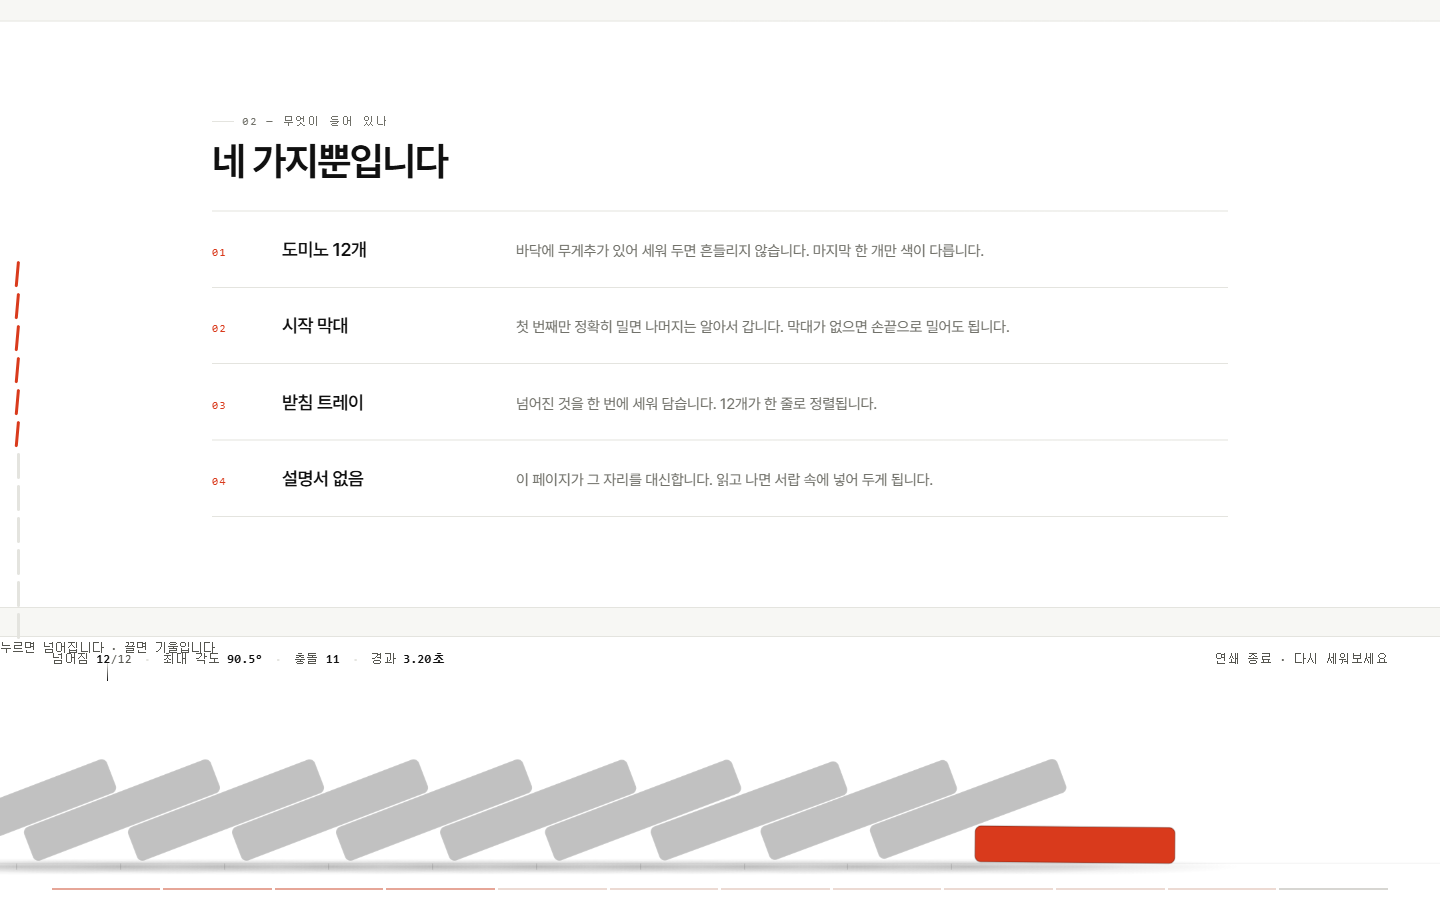 02 — 무엇이 들어 있나
네 가지뿐입니다
01 도미노 12개 바닥에 무게추가 있어 세워 두면 흔들리지 않습니다. 마지막 한 개만 색이 다릅니다.
02 시작 막대 첫 번째만 정확히 밀면 나머지는 알아서 갑니다. 막대가 없으면 손끝으로 밀어도 됩니다.
03 받침 트레이 넘어진 것을 한 번에 세워 담습니다. 12개가 한 줄로 정렬됩니다.
04 설명서 없음 이 페이지가 그 자리를 대신합니다. 읽고 나면 서랍 속에 넣어 두게 됩니다.
누르면 넘어집니다 · 끌면 기울입니다
넘어짐 12/12 · 최대 각도 90.5° · 충돌 11 · 경과 3.20초 연쇄 종료 · 다시 세워보세요